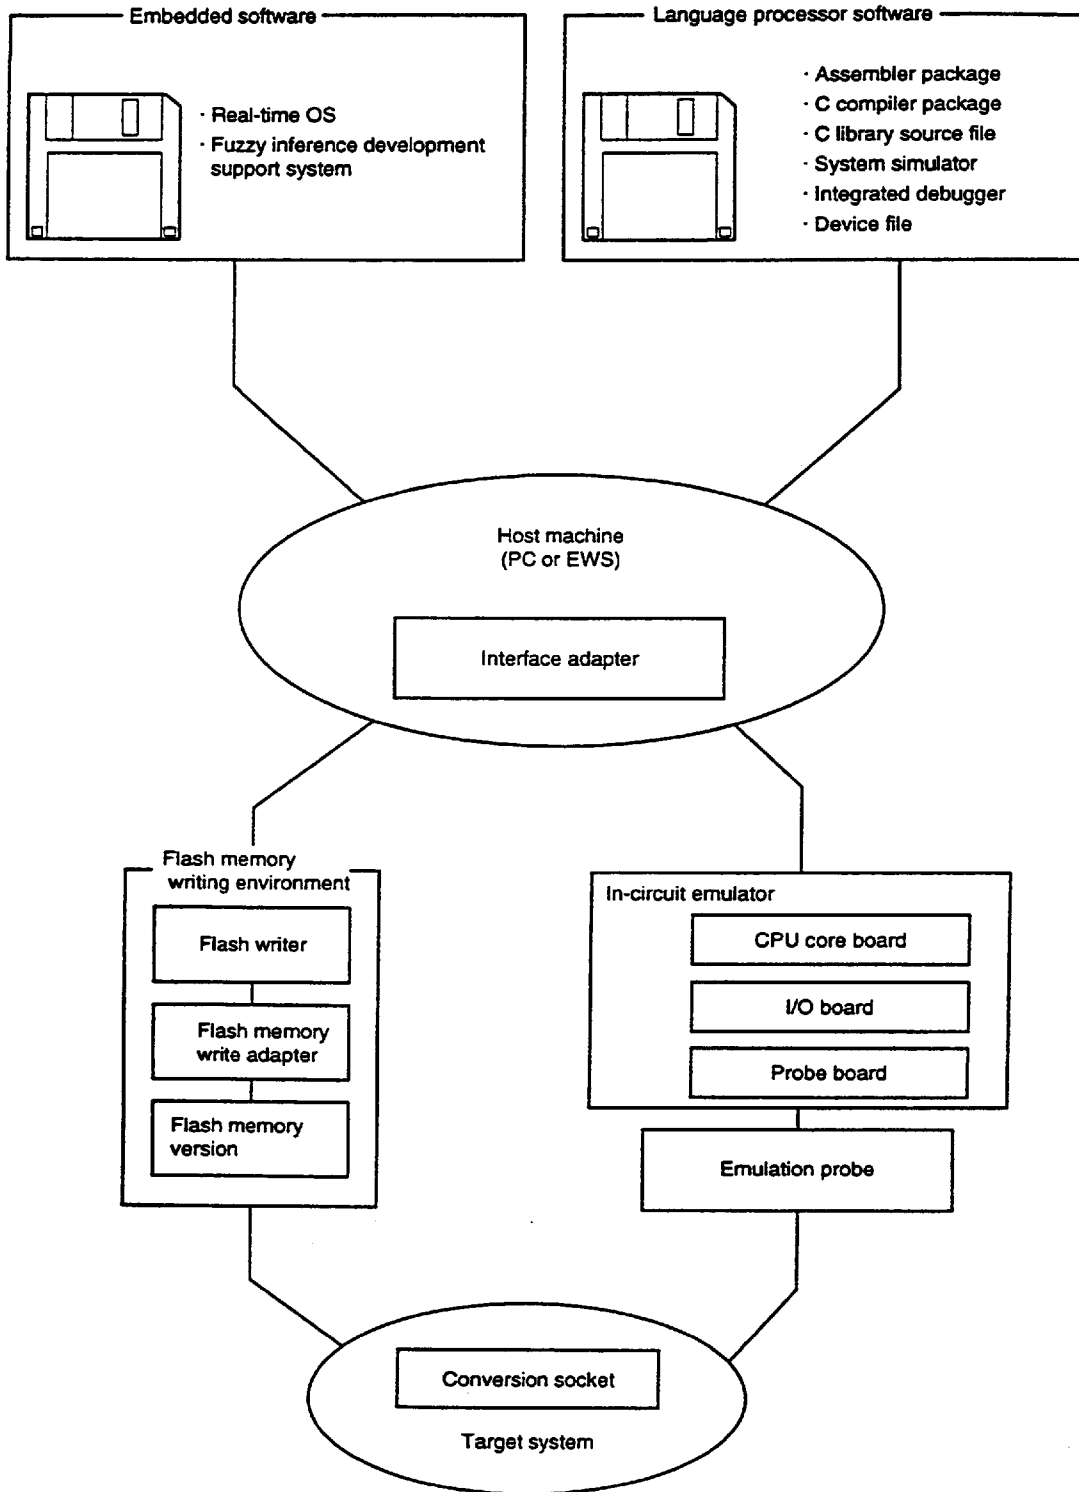 Embedded software
· Real-time OS
· Fuzzy inference development
support system
Language processor software
· Assembler package
· C compiler package
· C library source file
· System simulator
· Integrated debugger
· Device file
Host machine
(PC or EWS)
Interface adapter
Flash memory
writing environment
Flash writer
Flash memory
write adapter
Flash memory
version
In-circuit emulator
CPU core board
I/O board
Probe board
Emulation probe
Conversion socket
Target system